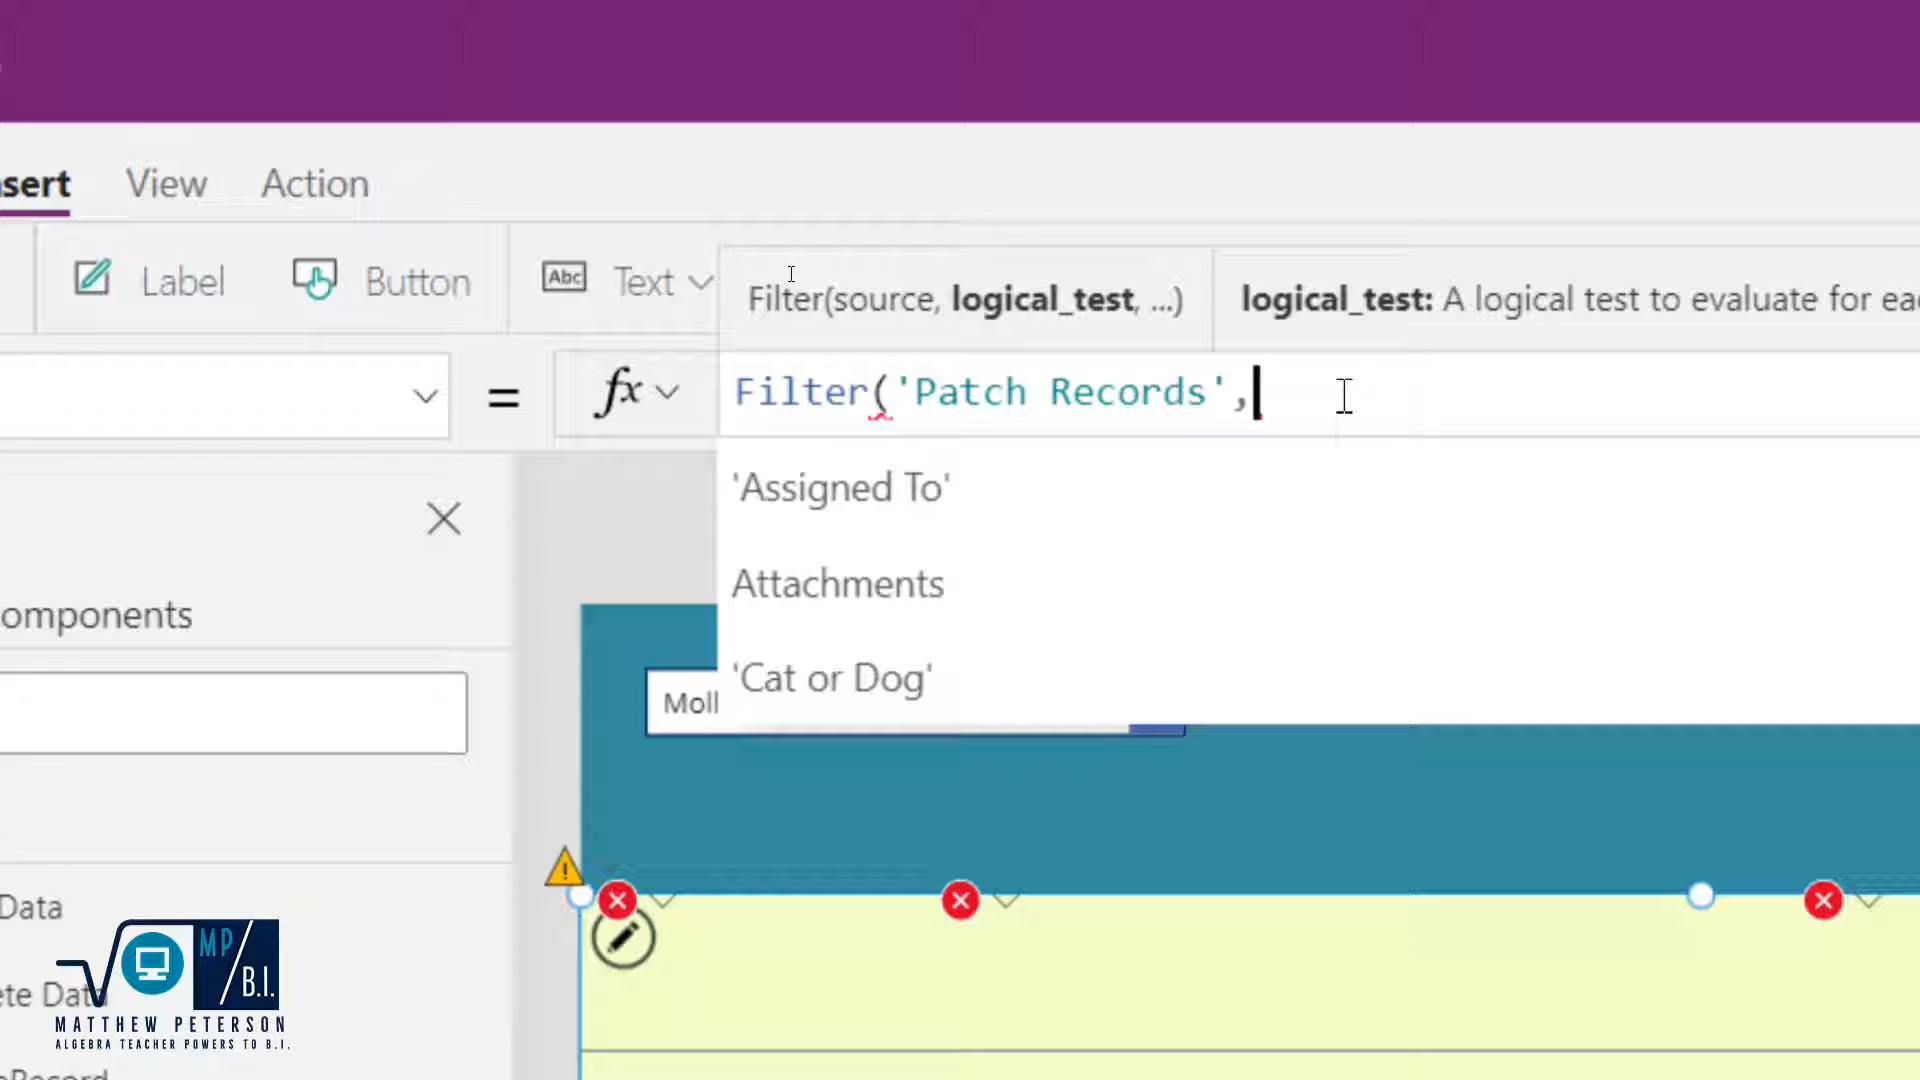 sert View Action
Label Button Abc Text
Filter(source, logical_test, ...) logical_test: A logical test to evaluate for ea
= fx Filter('Patch Records',
'Assigned To'
omponents
Attachments
'Cat or Dog'
Moll
Data
ete Data
MP/B.I.
MATTHEW PETERSON
ALGEBRA TEACHER POWERS TO B.I.